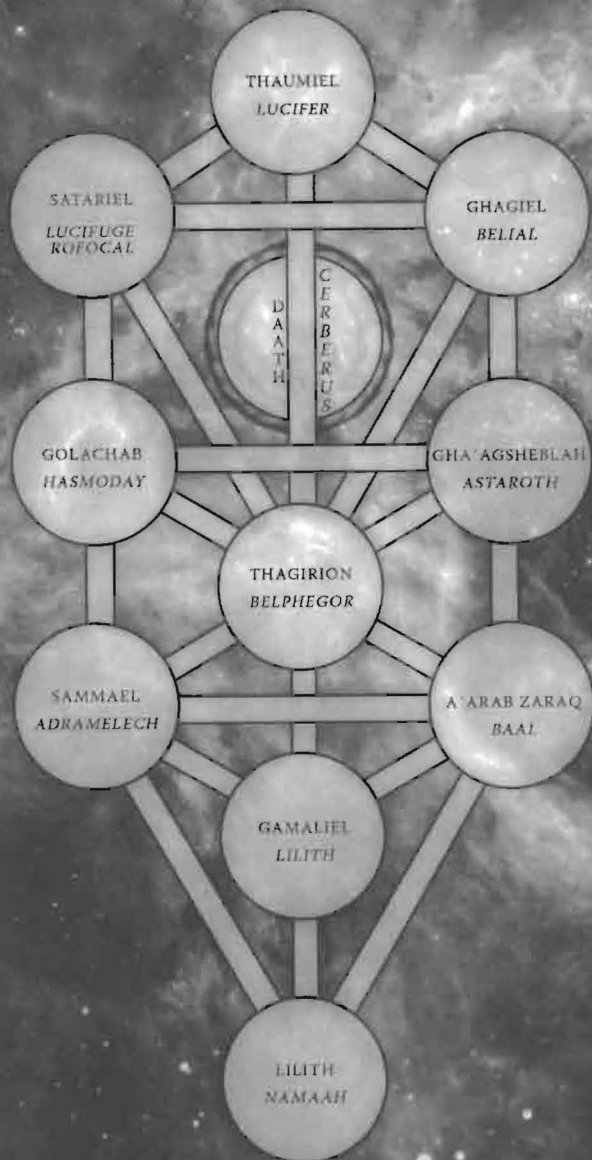 THAUMIEL
LUCIFER
SATARIEL
LUCIFUGE
ROFOCAL
GHAGIEL
BELIAL
DAATH
CERBERUS
GOLACHAB
HASMODAY
GHA'AGSHEBLAH
ASTAROTH
THAGIRION
BELPHEGOR
SAMMAEL
ADRAMELECH
A'ARAB ZARAQ
BAAL
GAMALIEL
LILITH
LILITH
NAMAAH